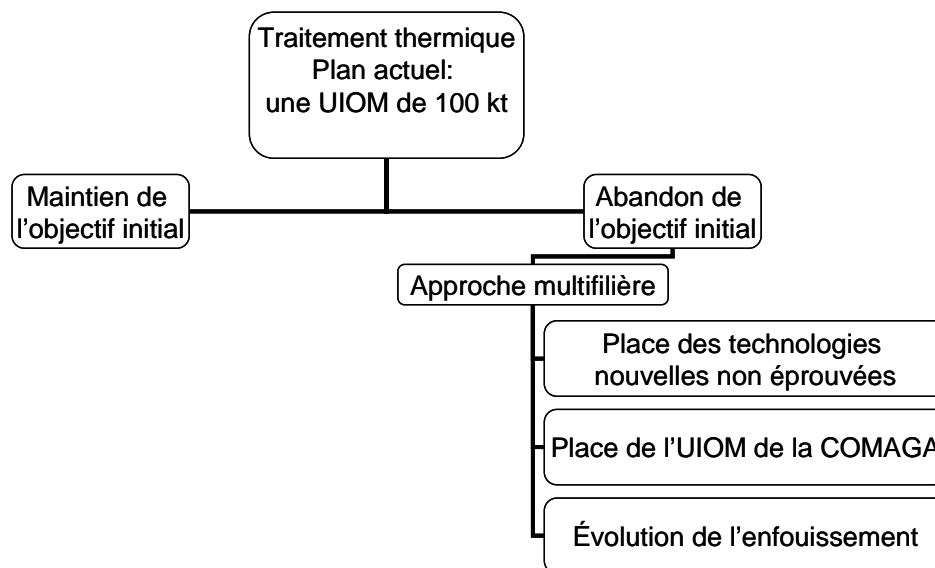 Traitement thermique
Plan actuel:
une UIOM de 100 kt
Maintien de
l'objectif initial
Abandon de
l'objectif initial
Approche multifilière
Place des technologies
nouvelles non éprouvées
Place de l'UIOM de la COMAGA
Évolution de l'enfouissement